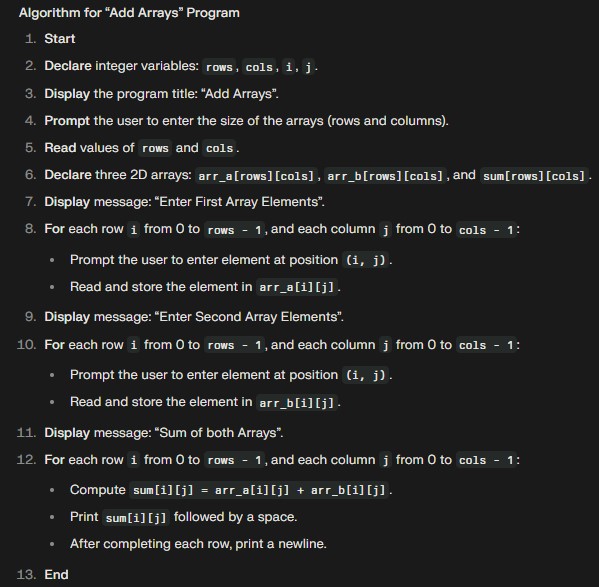 Algorithm for “Add Arrays” Program
1. Start
2. Declare integer variables: rows, cols, i, j.
3. Display the program title: “Add Arrays”.
4. Prompt the user to enter the size of the arrays (rows and columns).
5. Read values of rows and cols.
6. Declare three 2D arrays: arr_a[rows][cols], arr_b[rows][cols], and sum[rows][cols].
7. Display message: “Enter First Array Elements”.
8. For each row i from 0 to rows - 1, and each column j from 0 to cols - 1:
• Prompt the user to enter element at position (i, j).
• Read and store the element in arr_a[i][j].
9. Display message: “Enter Second Array Elements”.
10. For each row i from 0 to rows - 1, and each column j from 0 to cols - 1:
• Prompt the user to enter element at position (i, j).
• Read and store the element in arr_b[i][j].
11. Display message: “Sum of both Arrays”.
12. For each row i from 0 to rows - 1, and each column j from 0 to cols - 1:
• Compute sum[i][j] = arr_a[i][j] + arr_b[i][j].
• Print sum[i][j] followed by a space.
• After completing each row, print a newline.
13. End